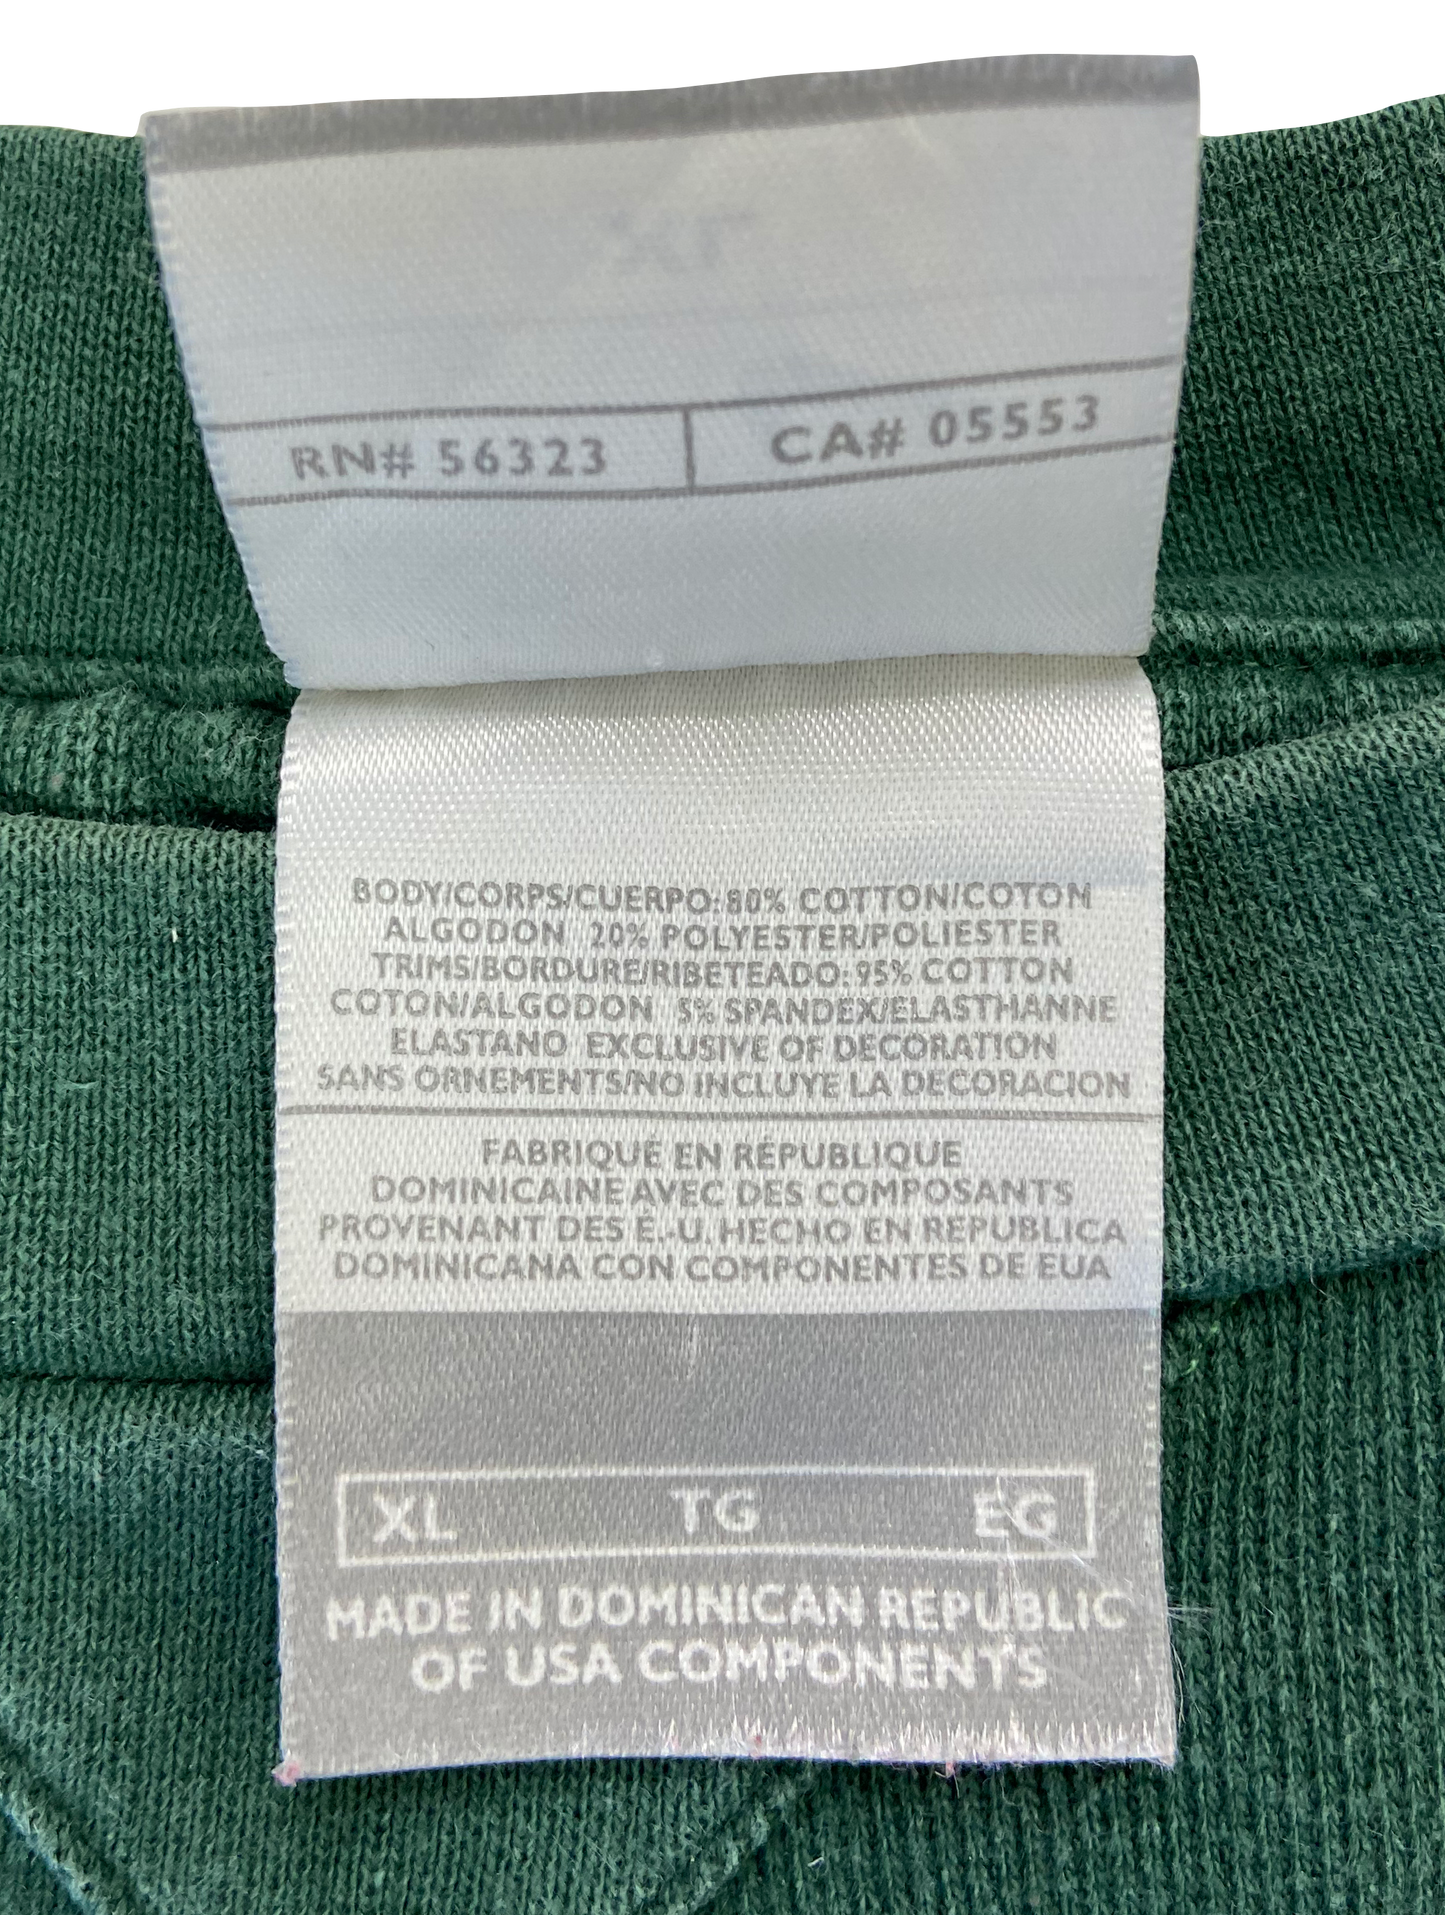 RN# 56323 CA# 05553
BODY/CORPS/CUERPO: 80% COTTON/COTON
ALGODON 20% POLYESTER/POLIESTER
TRIMS/BORDURE/RIBETEADO: 95% COTTON
COTON/ALGODON 5% SPANDEX/ELASTHANNE
ELASTANO EXCLUSIVE OF DECORATION
SANS ORNEMENTS/NO INCLUYE LA DECORACION
FABRIQUÉ EN RÉPUBLIQUE
DOMINICAINE AVEC DES COMPOSANTS
PROVENANT DES É.-U. HECHO EN REPUBLICA
DOMINICANA CON COMPONENTES DE EUA
XL TG EG
MADE IN DOMINICAN REPUBLIC
OF USA COMPONENTS